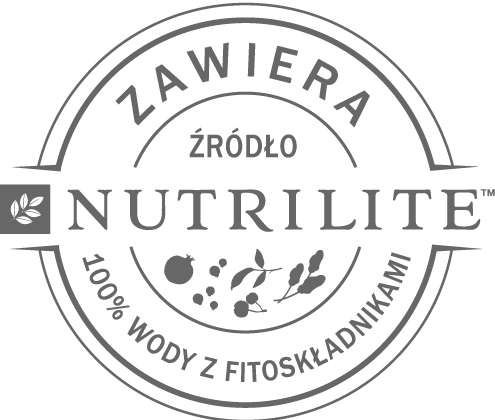 ZAWIERA
ŹRÓDŁO
NUTRILITE™
100% WODY Z FITOSKŁADNIKAMI